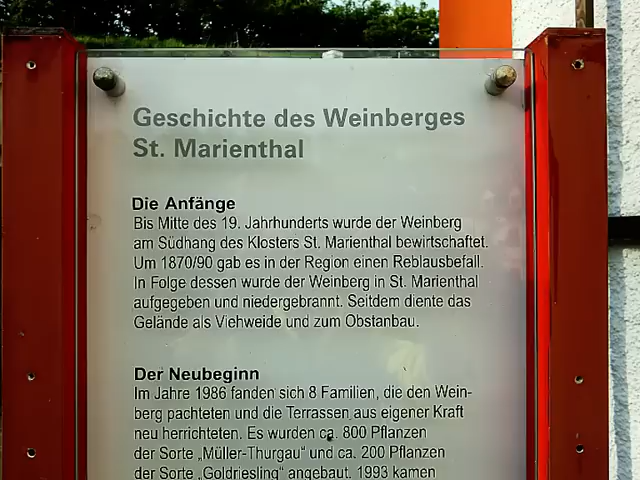 Geschichte des Weinberges
St. Marienthal
Die Anfänge
Bis Mitte des 19. Jahrhunderts wurde der Weinberg
am Südhang des Klosters St. Marienthal bewirtschaftet.
Um 1870/90 gab es in der Region einen Reblausbefall.
In Folge dessen wurde der Weinberg in St. Marienthal
aufgegeben und niedergebrannt. Seitdem diente das
Gelände als Viehweide und zum Obstanbau.
Der Neubeginn
Im Jahre 1986 fanden sich 8 Familien, die den Wein-
berg pachteten und die Terrassen aus eigener Kraft
neu herrichteten. Es wurden ca. 800 Pflanzen
der Sorte „Müller-Thurgau“ und ca. 200 Pflanzen
der Sorte „Goldriesling“ angebaut. 1993 kamen